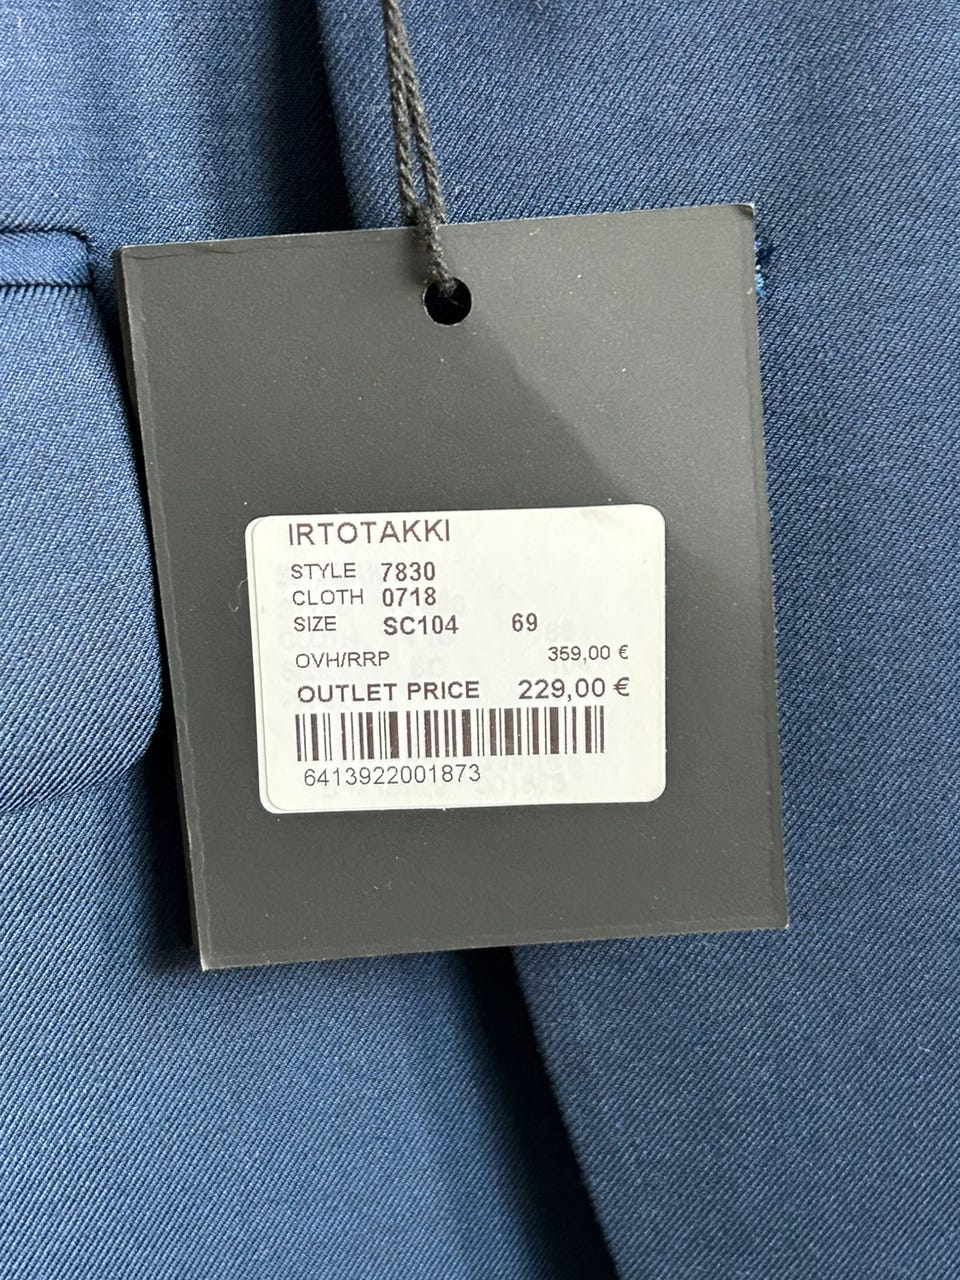 IRTOTAKKI
STYLE 7830
CLOTH 0718
SIZE SC104 69
OVH/RRP 359,00 €
OUTLET PRICE 229,00 €
6413922001873